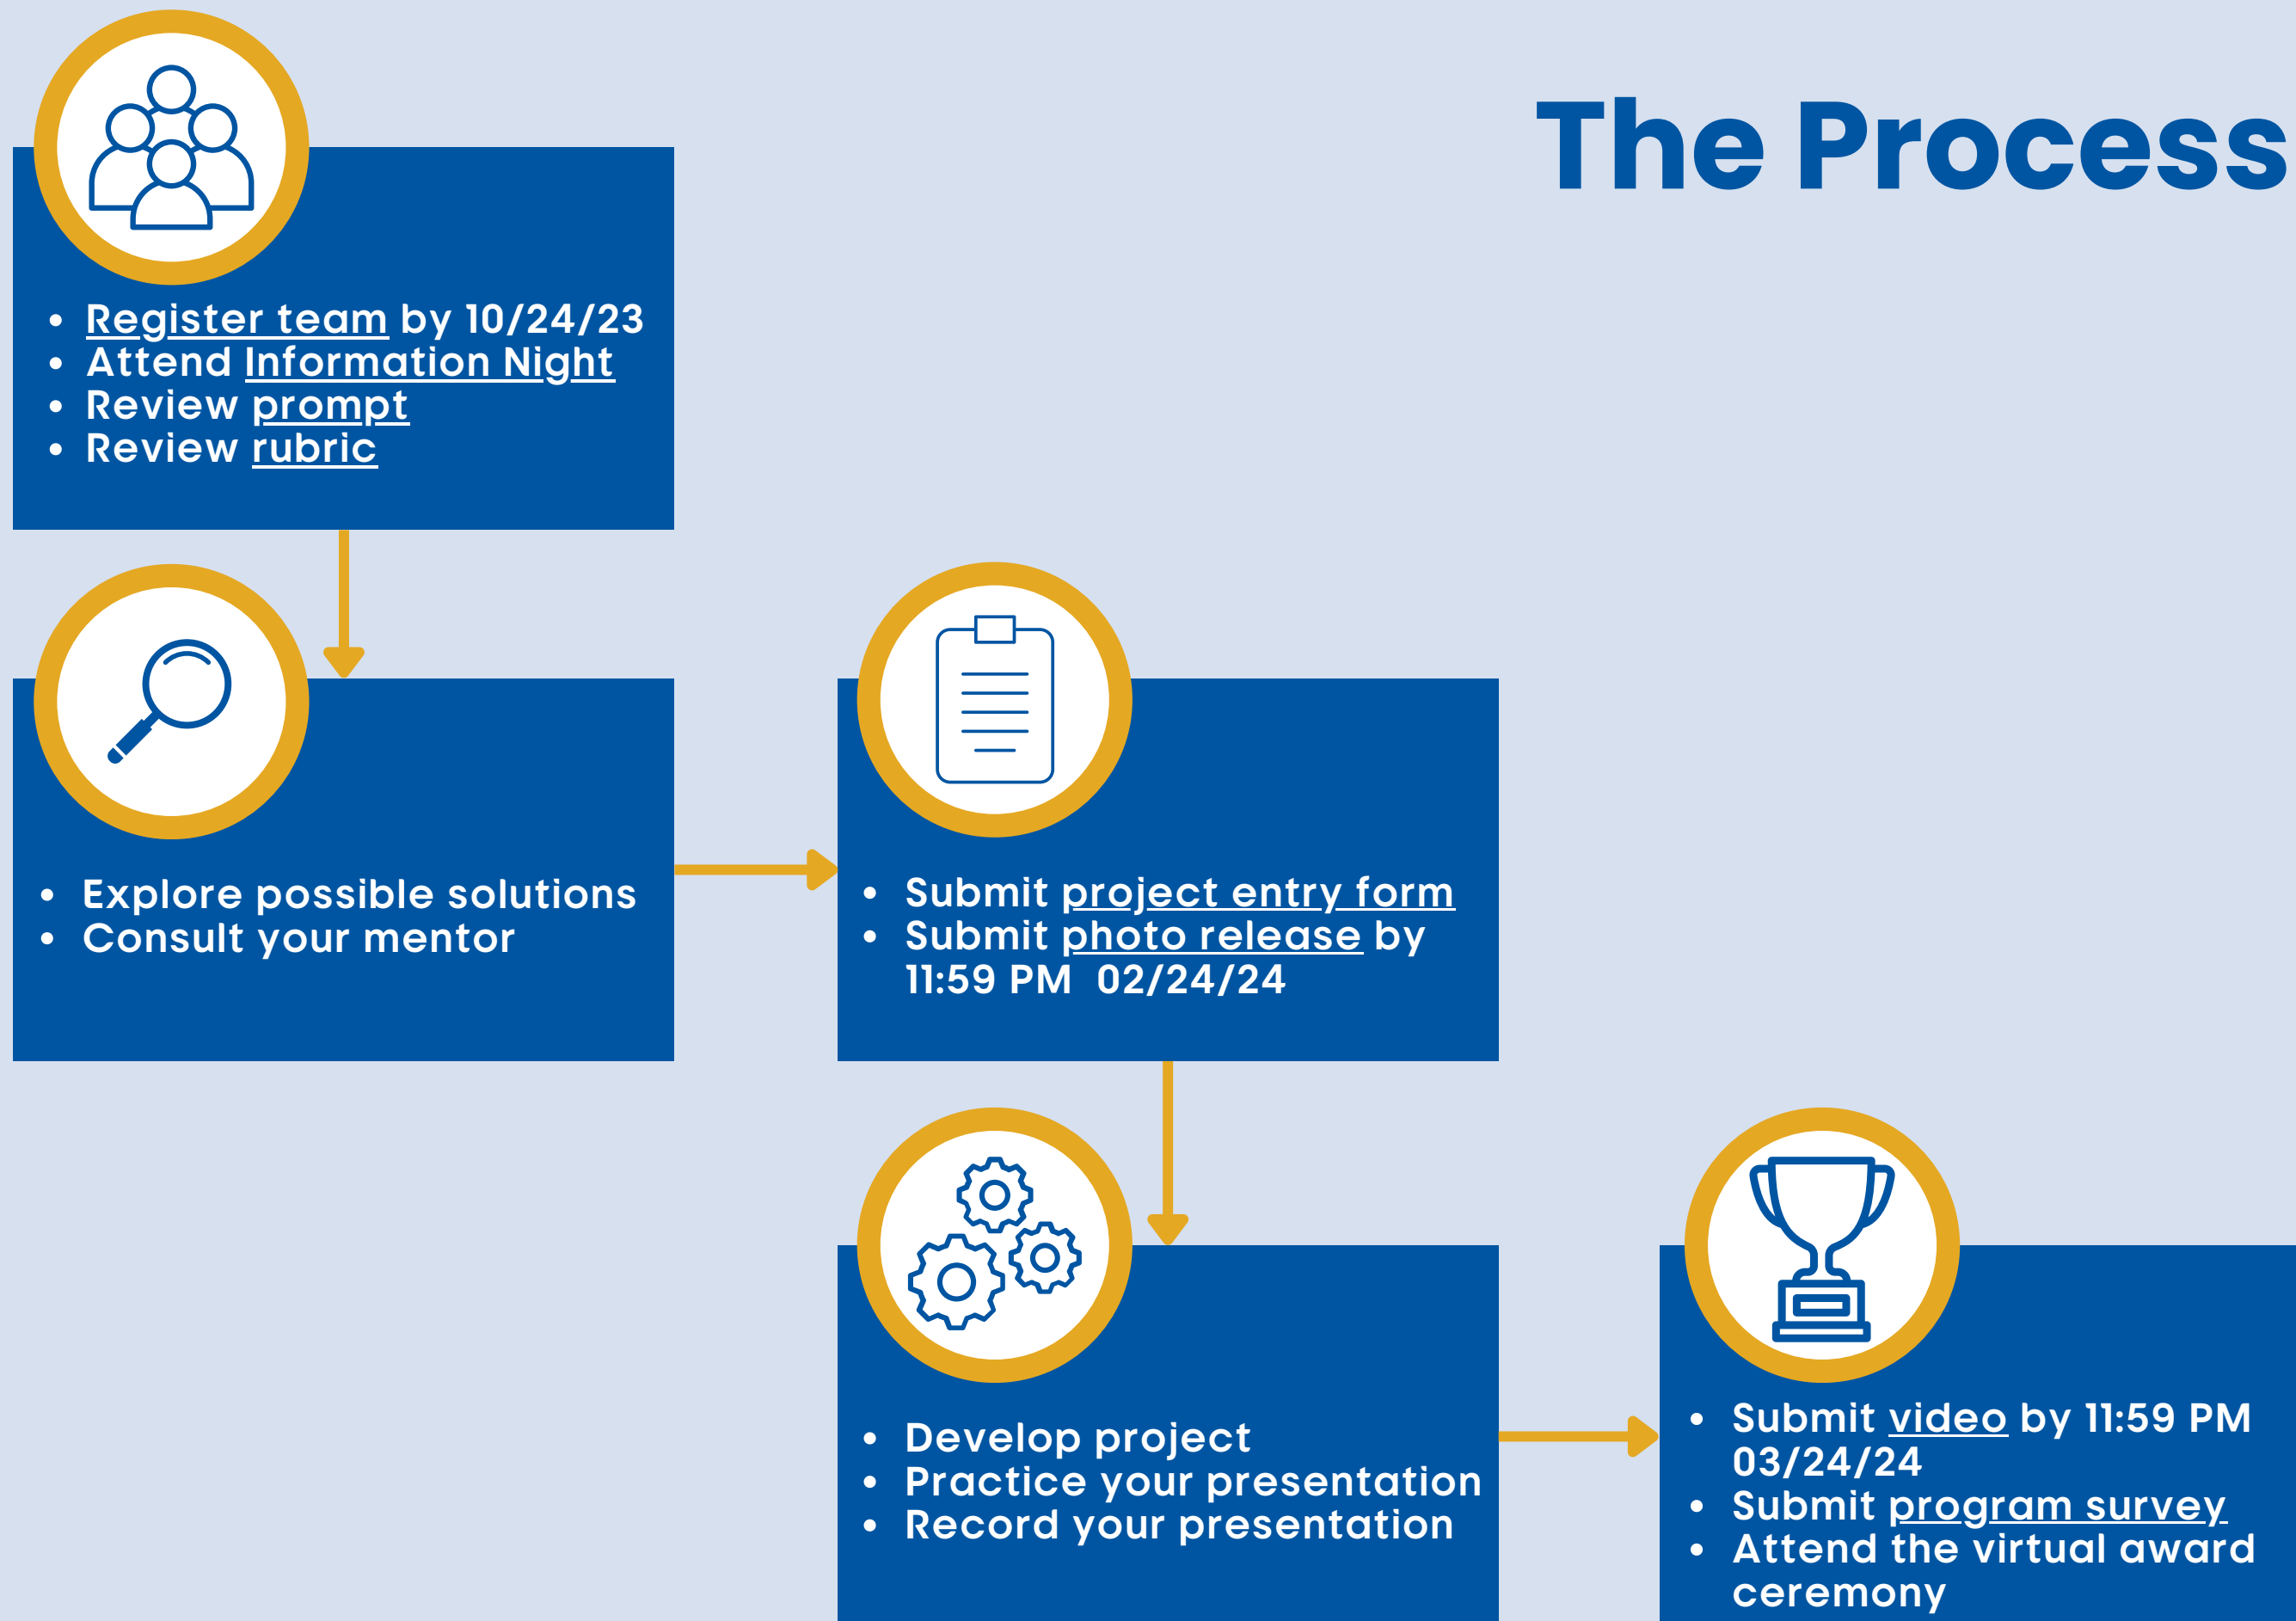 The Process
• Register team by 10/24/23
• Attend Information Night
• Review prompt
• Review rubric
• Explore possible solutions
• Consult your mentor
• Submit project entry form
• Submit photo release by
11:59 PM 02/24/24
• Develop project
• Practice your presentation
• Record your presentation
• Submit video by 11:59 PM
03/24/24
• Submit program survey
• Attend the virtual award
ceremony